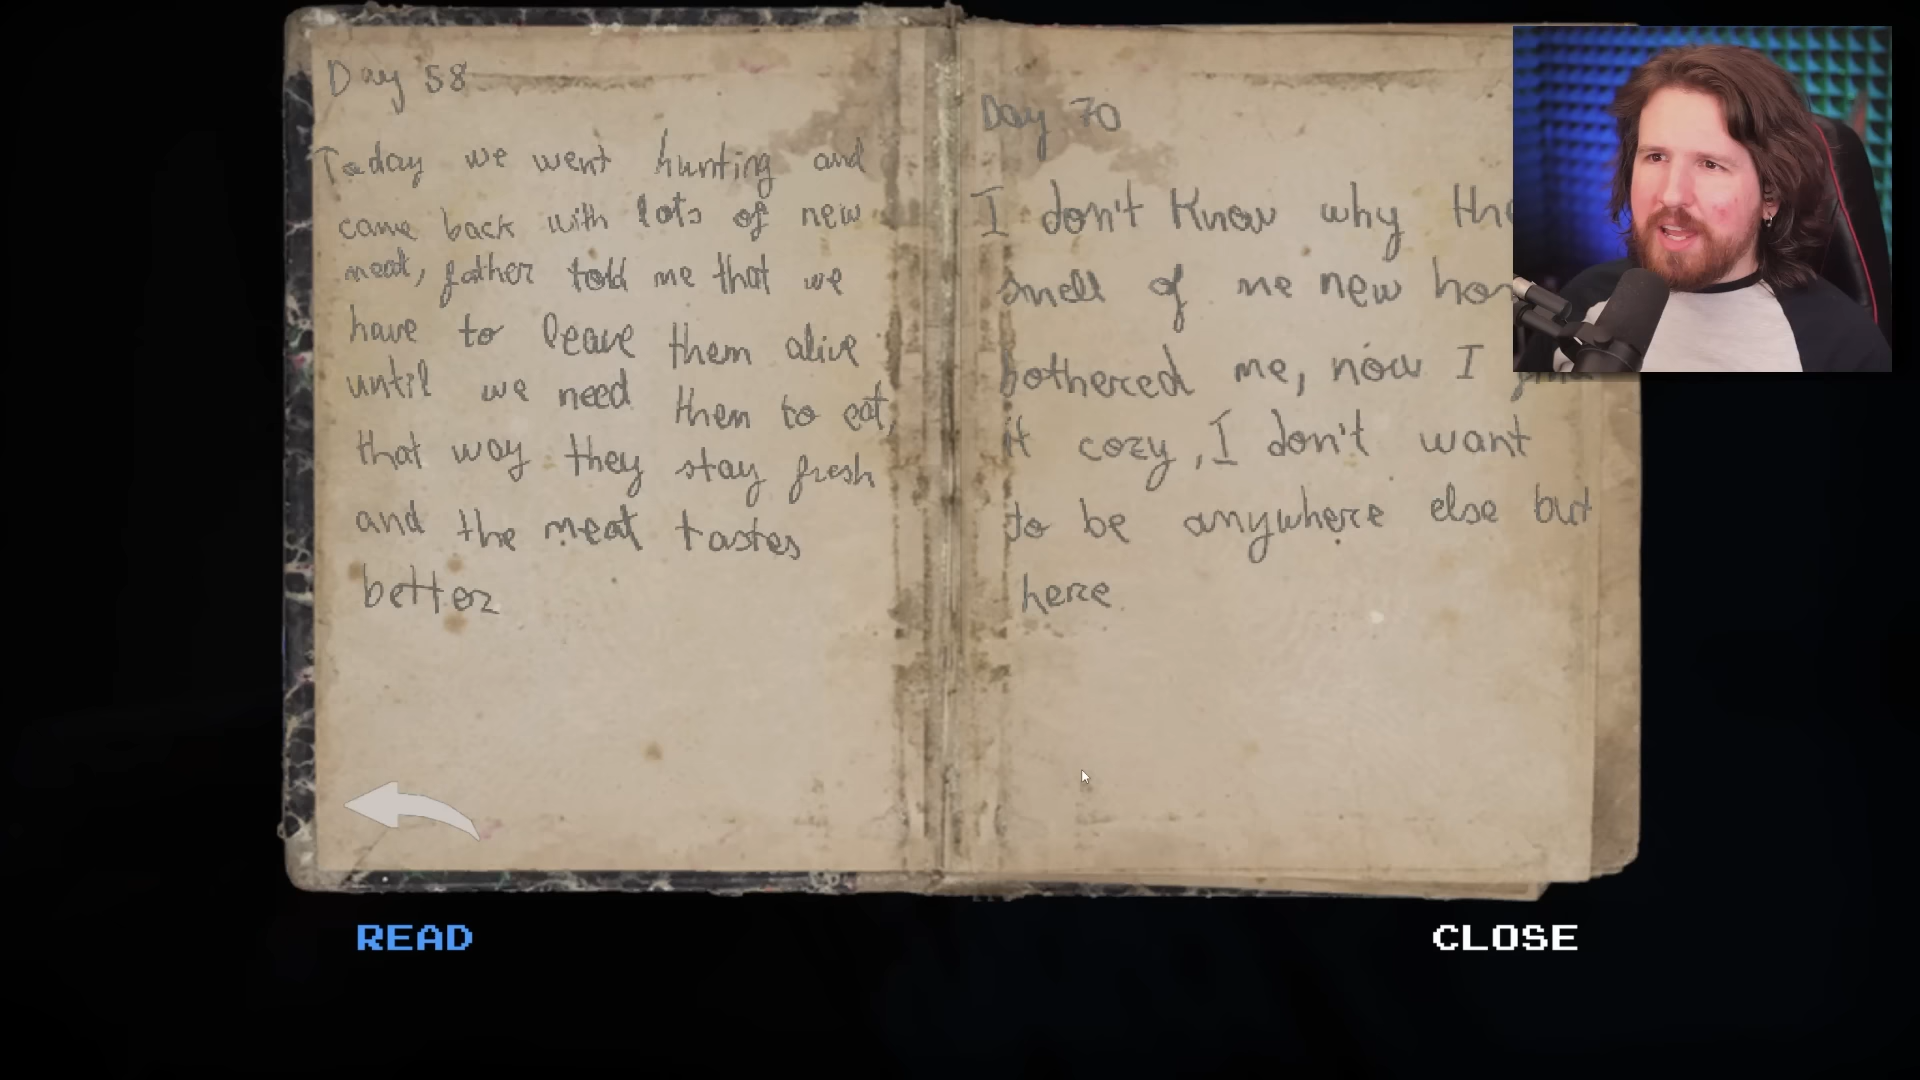 Day 58
Today we went hunting and
came back with lots of new
meat, father told me that we
have to leave them alive
until we need them to eat,
that way they stay fresh
and the meat tastes
better
Day 70
I don't know why
smell of me new
bothered me, now I
it cozy, I don't want
to be anywhere else but
here
READ
CLOSE